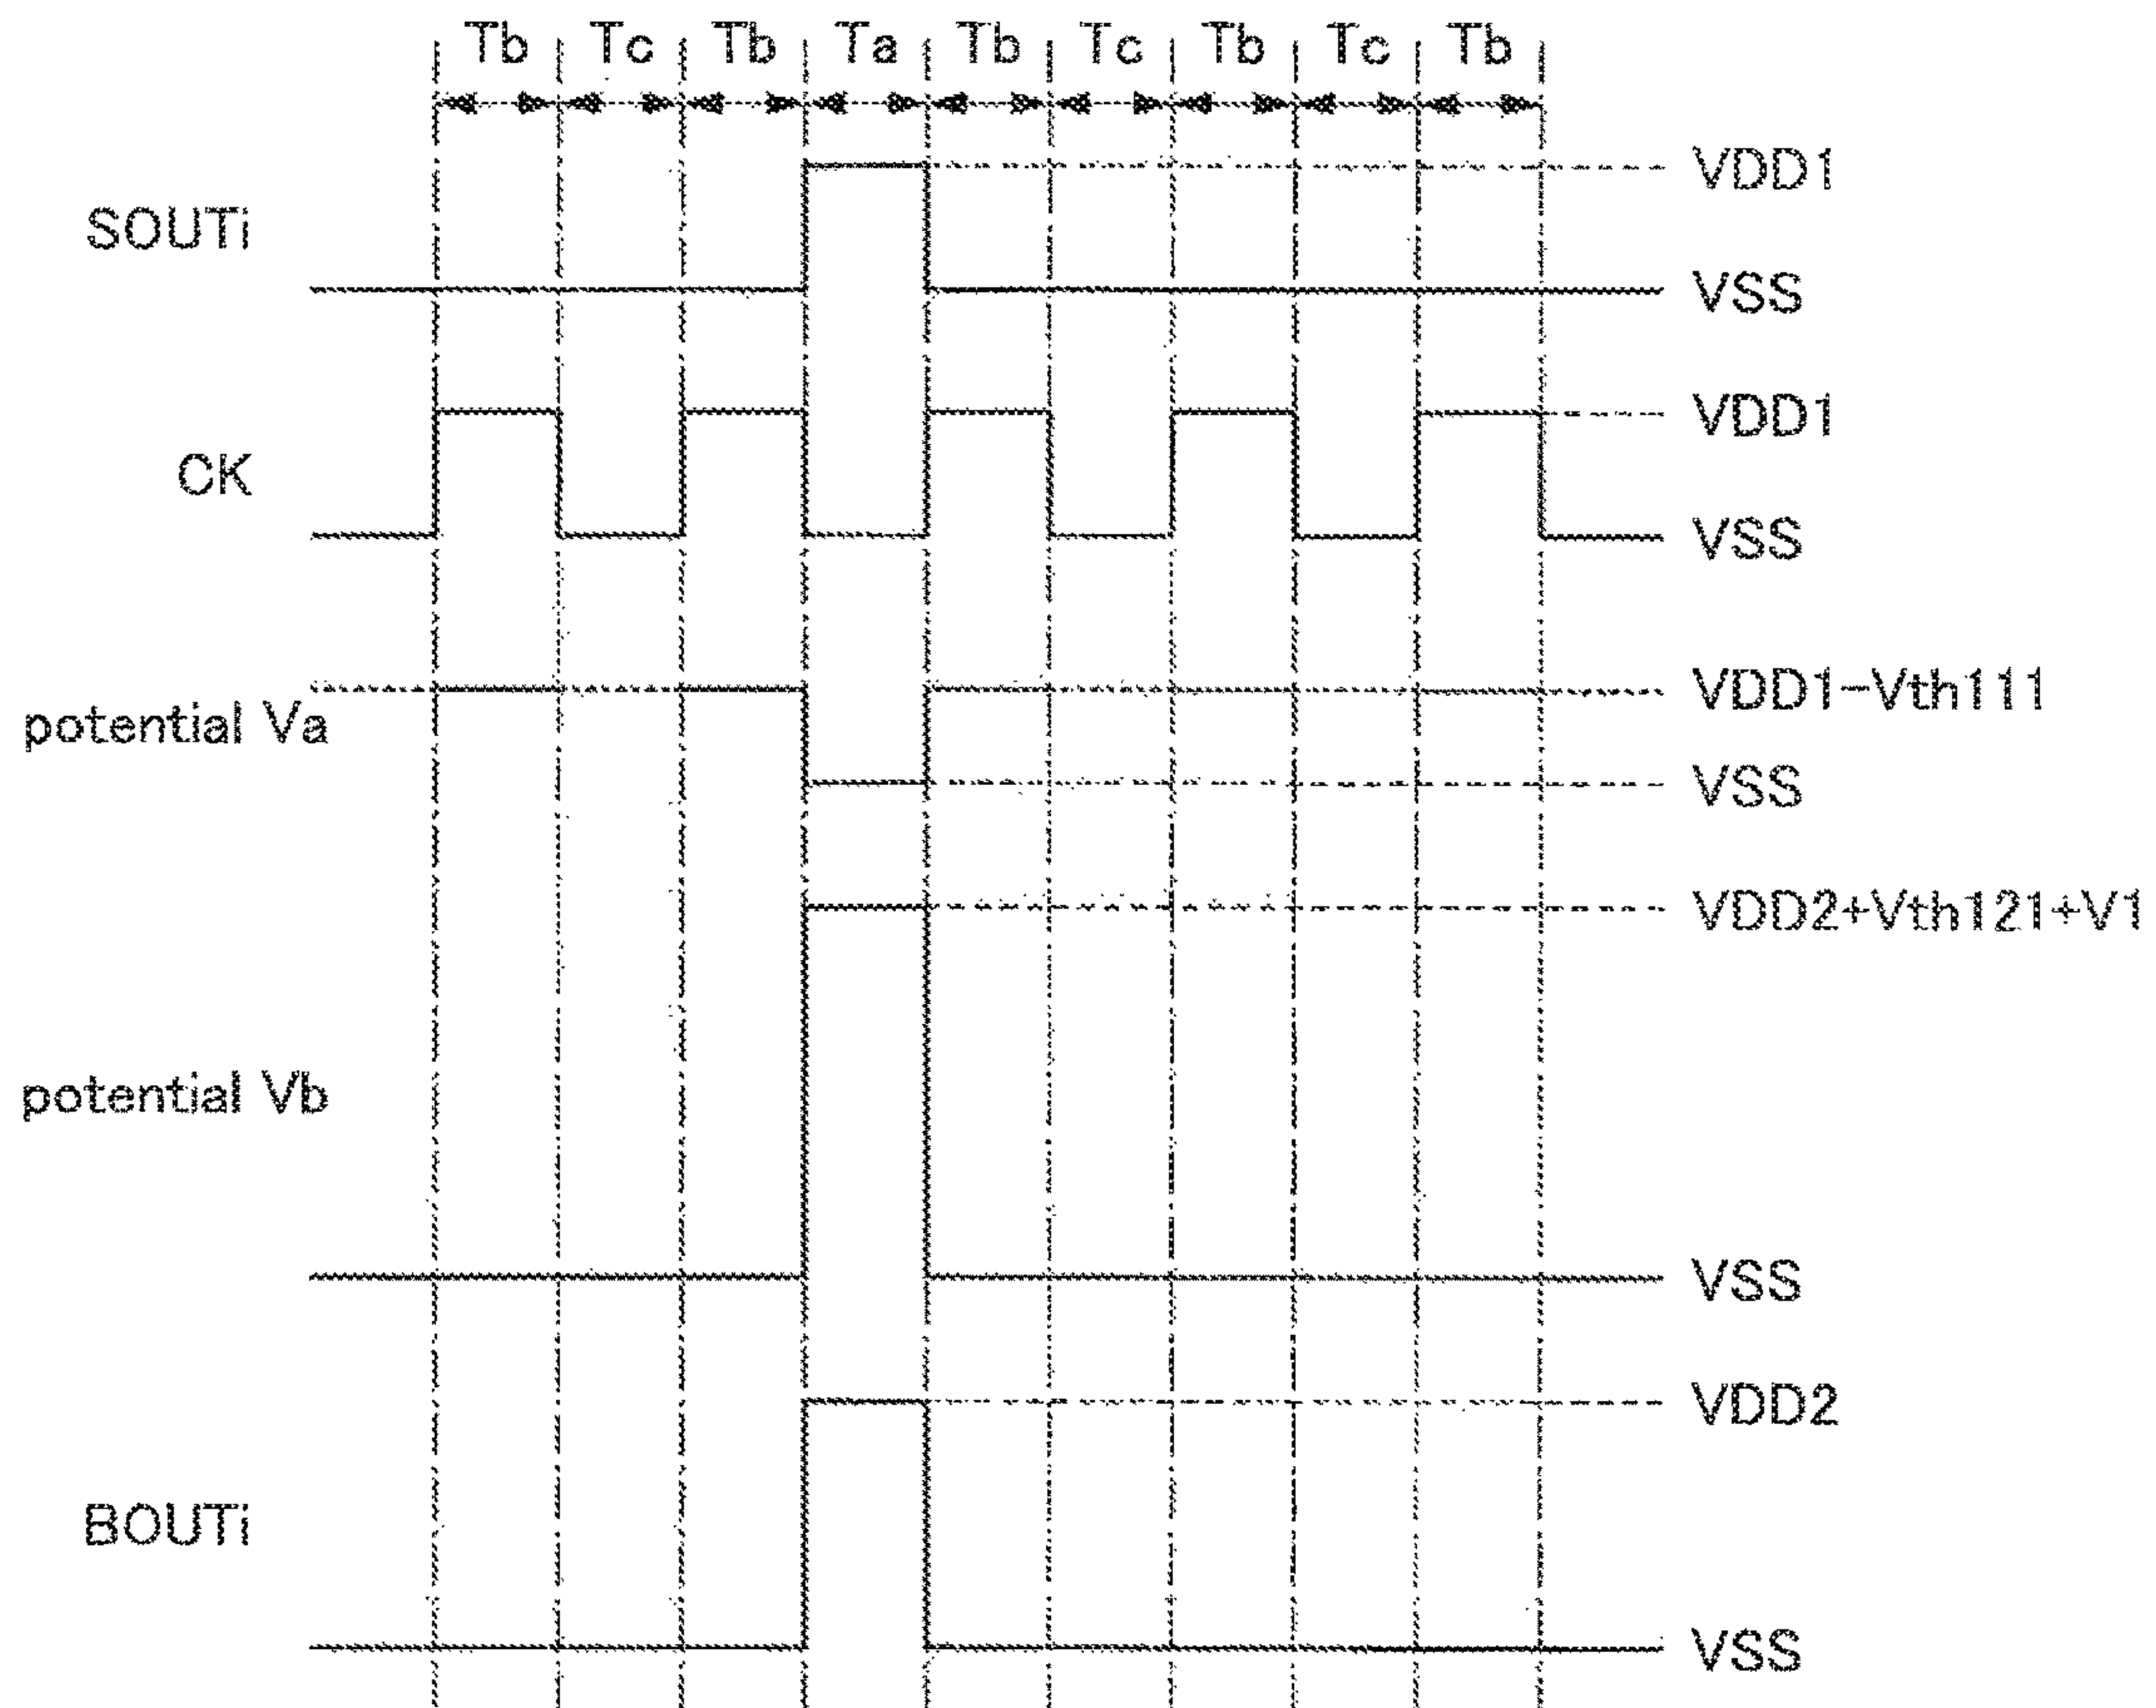 Tb Tc Tb Ta Tb Tc Tb Tc Tb
VDD1
SOUTi
VSS
VDD1
CK
VSS
VDD1-Vth111
potential Va
VSS
VDD2+Vth121+V1
potential Vb
VSS
VDD2
BOUTi
VSS